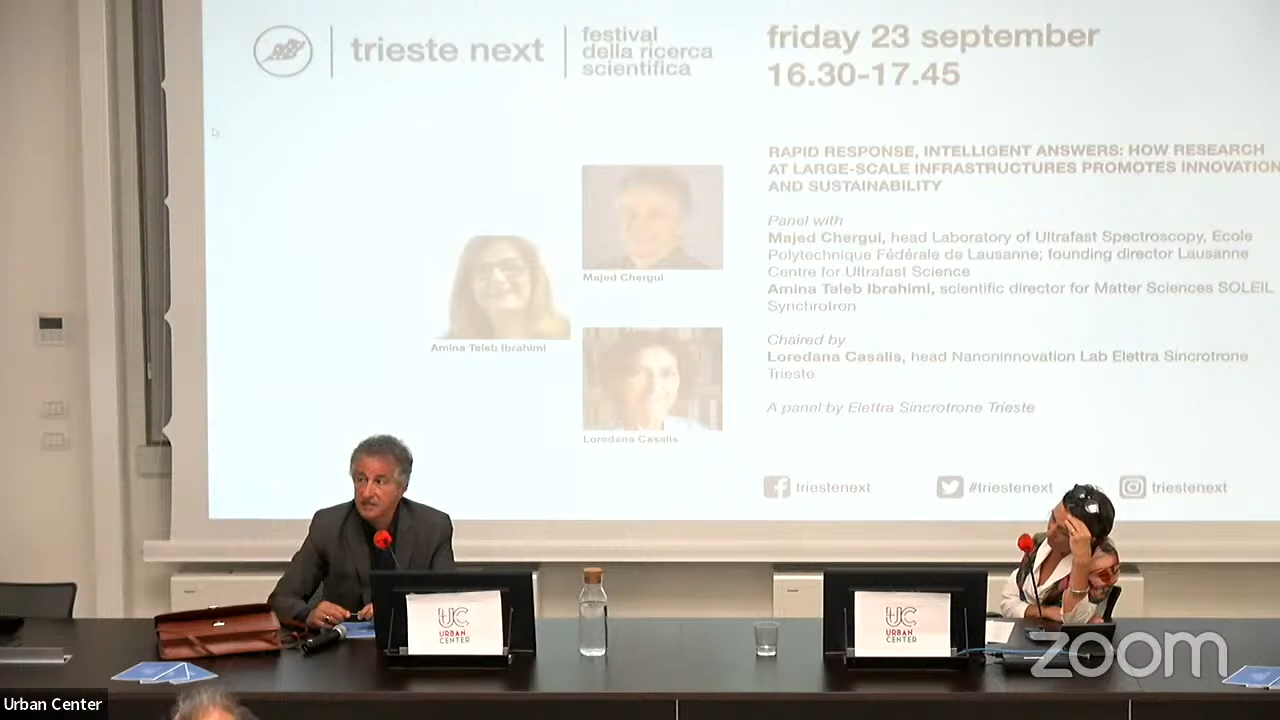 trieste next
festival
della ricerca
scientifica
friday 23 september
16.30-17.45
RAPID RESPONSE, INTELLIGENT ANSWERS: HOW RESEARCH
AT LARGE-SCALE INFRASTRUCTURES PROMOTES INNOVATION
AND SUSTAINABILITY
Panel with
Majed Chergui, head Laboratory of Ultrafast Spectroscopy, Ecole
Polytechnique Fédérale de Lausanne; founding director Lausanne
Centre for Ultrafast Science
Amina Taleb Ibrahimi, scientific director for Matter Sciences SOLEIL
Synchrotron
Chaired by
Loredana Casalis, head Nanoninnovation Lab Elettra Sincrotrone
Trieste
A panel by Elettra Sincrotrone Trieste
Majed Chergui
Amina Taleb Ibrahimi
Loredana Casalis
triestenext
#triestenext
triestenext
UC
URBAN
CENTER
UC
URBAN
CENTER
zoom
Urban Center